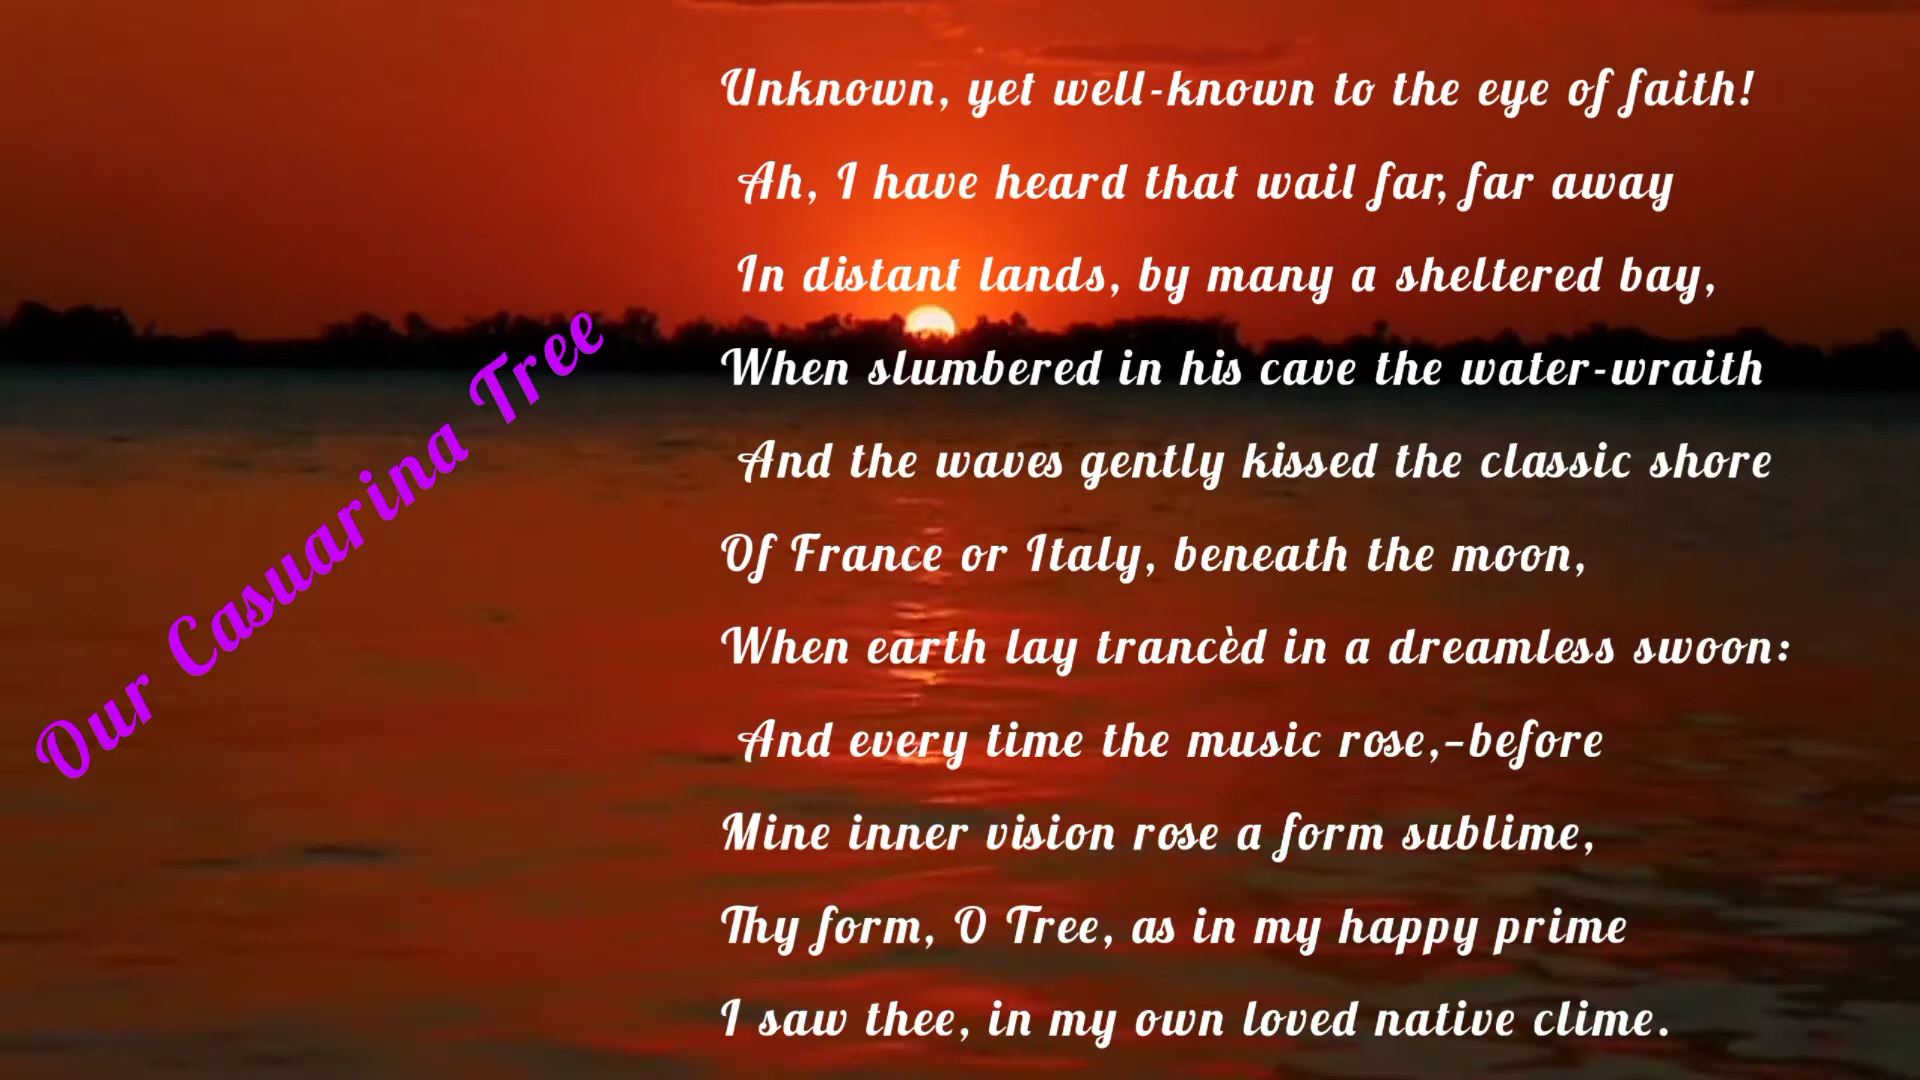 Our Casuarina Tree
Unknown, yet well-known to the eye of faith!
Ah, I have heard that wail far, far away
In distant lands, by many a sheltered bay,
When slumbered in his cave the water-wraith
And the waves gently kissed the classic shore
Of France or Italy, beneath the moon,
When earth lay trancèd in a dreamless swoon:
And every time the music rose,–before
Mine inner vision rose a form sublime,
Thy form, O Tree, as in my happy prime
I saw thee, in my own loved native clime.